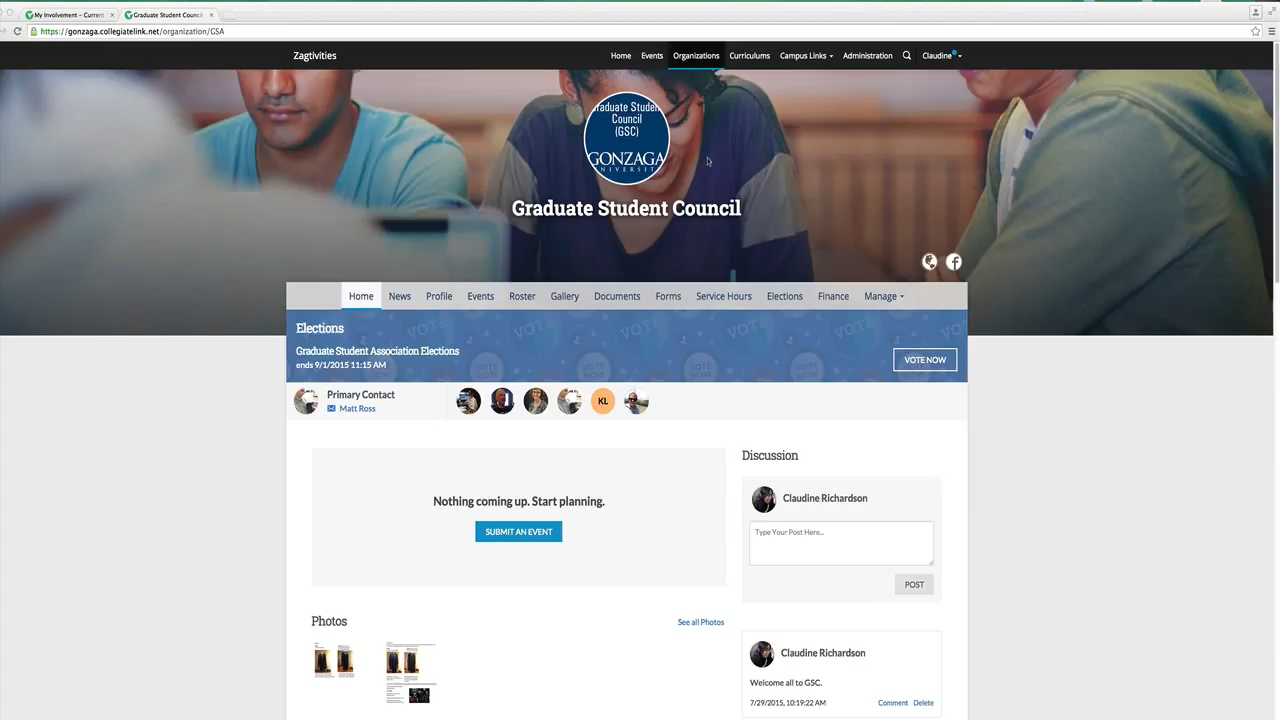 My Involvement – Current
Graduate Student Council
https://gonzaga.collegiatelink.net/organization/GSA
Zagtivities
Home
Events
Organizations
Curriculums
Campus Links
Administration
Claudine
Graduate Student
Council
(GSC)
GONZAGA
UNIVERSITY
Graduate Student Council
Home
News
Profile
Events
Roster
Gallery
Documents
Forms
Service Hours
Elections
Finance
Manage
Elections
Graduate Student Association Elections
ends 9/1/2015 11:15 AM
VOTE NOW
Primary Contact
Matt Ross
KL
Nothing coming up. Start planning.
SUBMIT AN EVENT
Discussion
Claudine Richardson
Type Your Post Here...
POST
Photos
See all Photos
Claudine Richardson
Welcome all to GSC.
7/29/2015, 10:19:22 AM
Comment
Delete